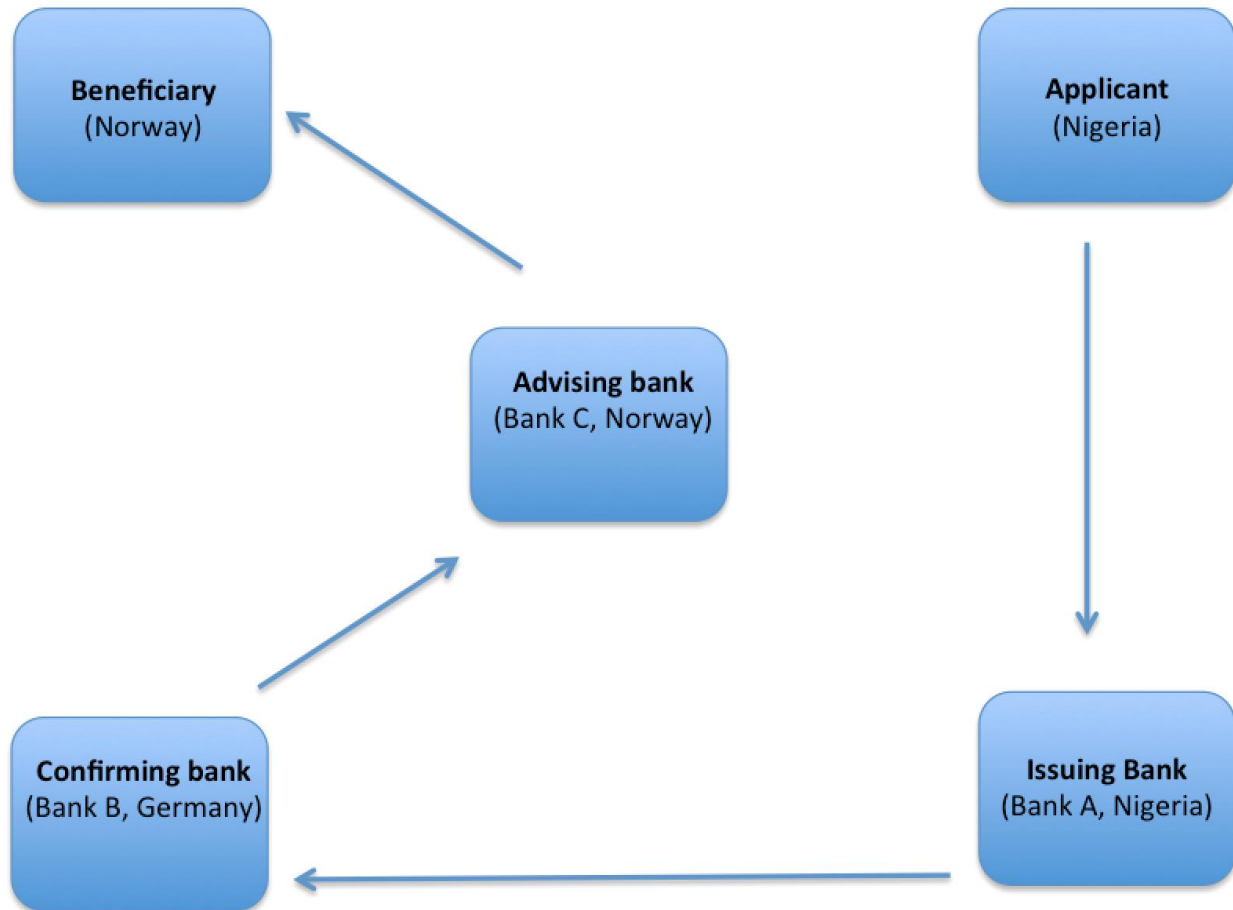 Beneficiary
(Norway)
Applicant
(Nigeria)
Advising bank
(Bank C, Norway)
Confirming bank
(Bank B, Germany)
Issuing Bank
(Bank A, Nigeria)